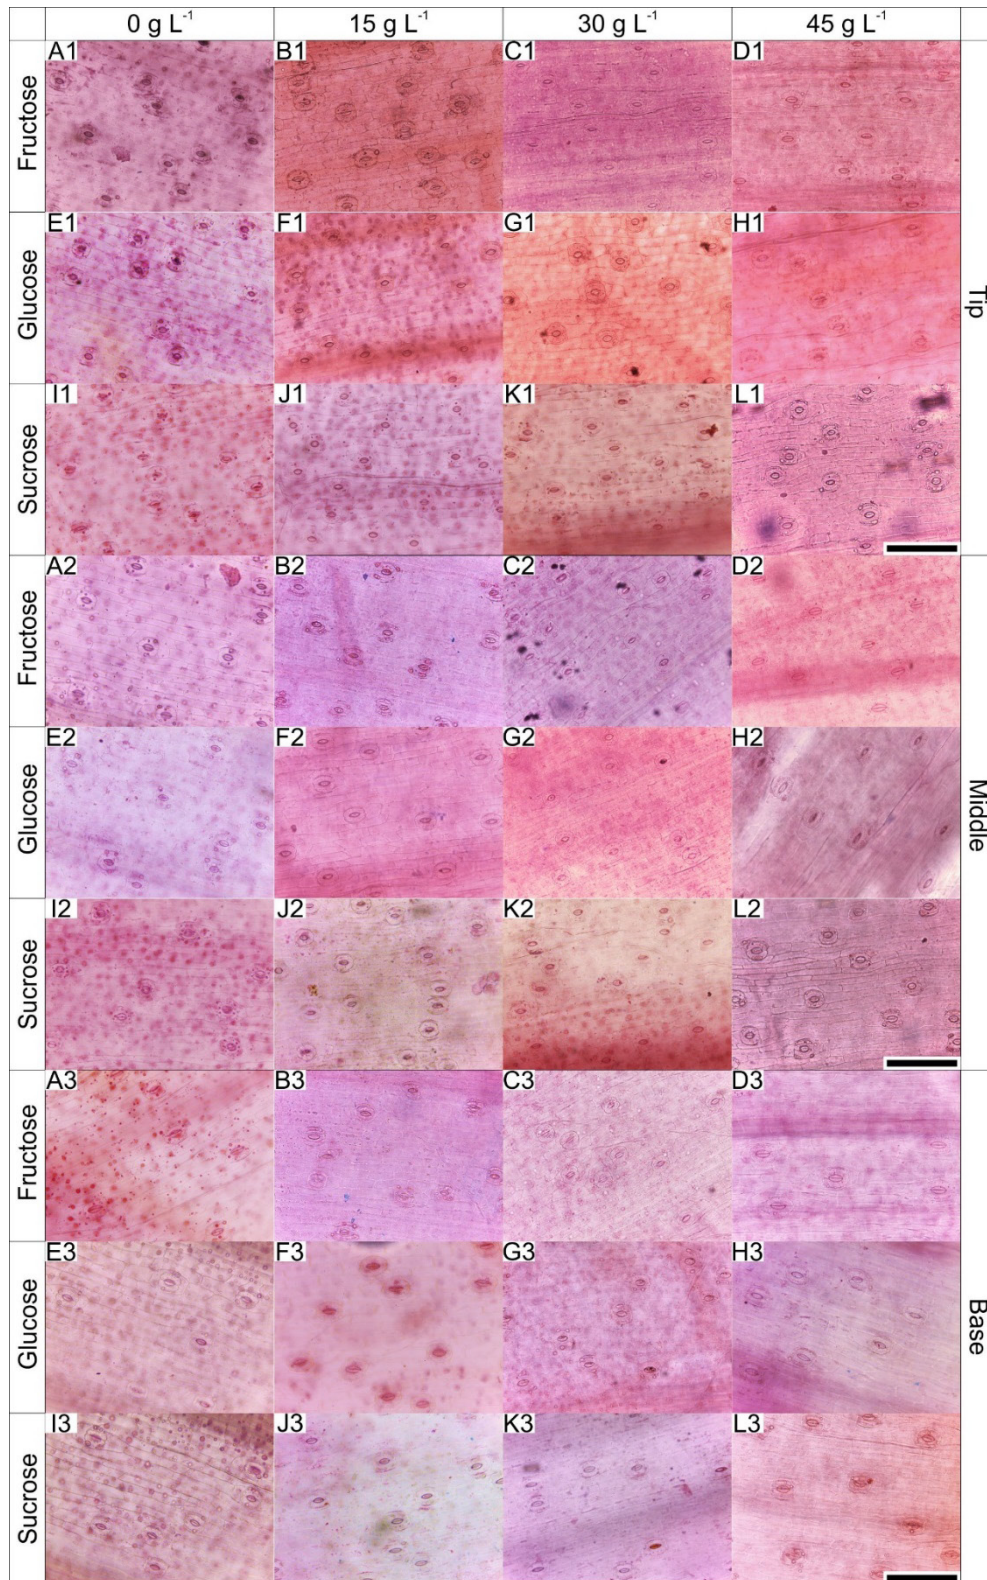 0 g L⁻¹ 15 g L⁻¹ 30 g L⁻¹ 45 g L⁻¹
Fructose A1 B1 C1 D1
Glucose E1 F1 G1 H1
Tip
Sucrose I1 J1 K1 L1
Fructose A2 B2 C2 D2
Glucose E2 F2 G2 H2
Middle
Sucrose I2 J2 K2 L2
Fructose A3 B3 C3 D3
Glucose E3 F3 G3 H3
Base
Sucrose I3 J3 K3 L3